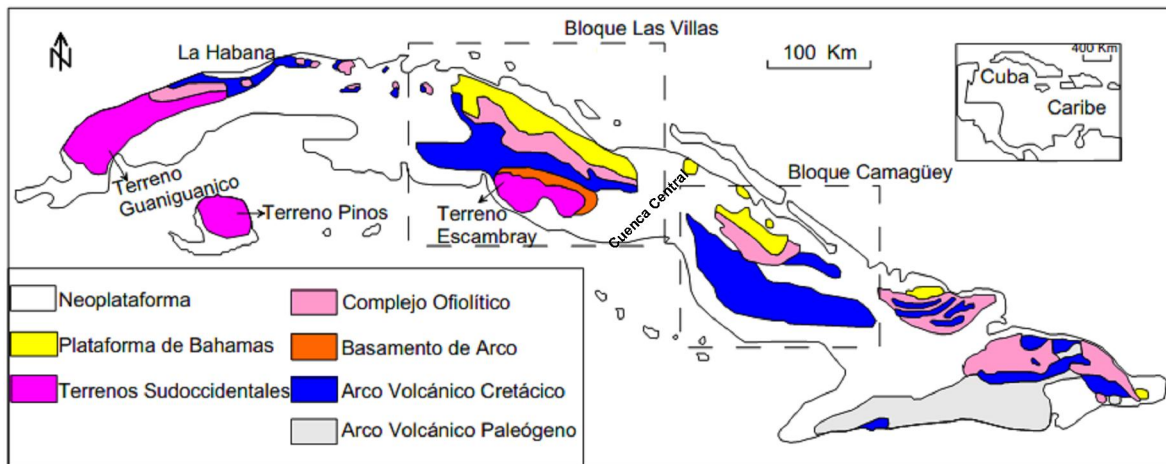 Bloque Las Villas
N
La Habana
100 Km
400 Km
Cuba
Caribe
Bloque Camagüey
Terreno
Guaniguanico
Terreno Pinos
Terreno
Escambray
Cuenca Central
Neoplataforma
Plataforma de Bahamas
Terrenos Sudoccidentales
Complejo Ofiolítico
Basamento de Arco
Arco Volcánico Cretácico
Arco Volcánico Paleógeno